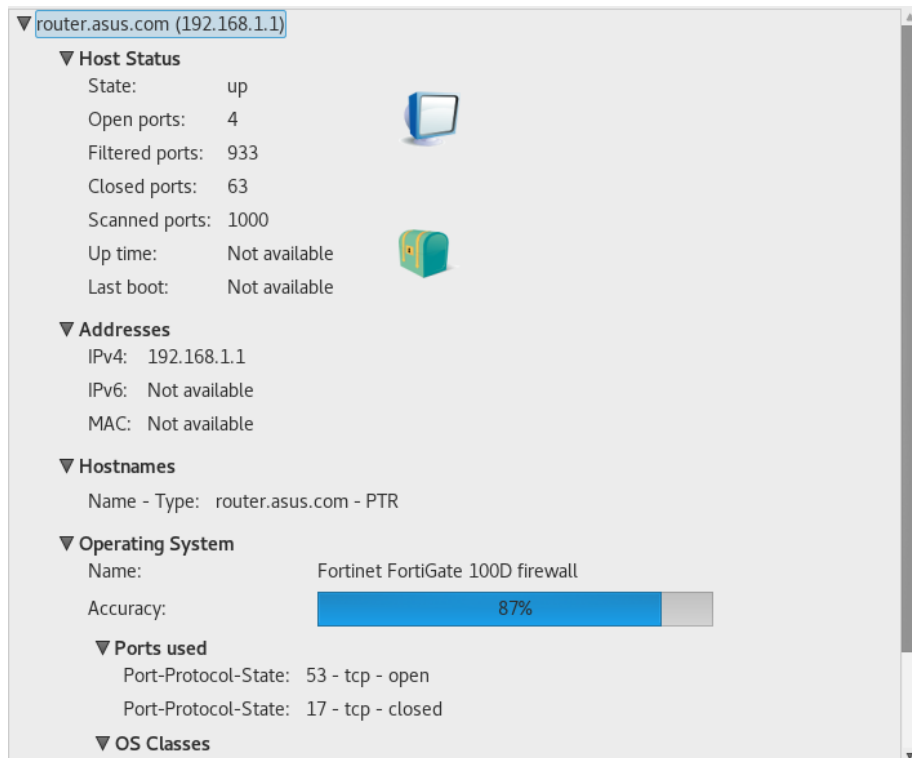 router.asus.com (192.168.1.1)
Host Status
State: up
Open ports: 4
Filtered ports: 933
Closed ports: 63
Scanned ports: 1000
Up time: Not available
Last boot: Not available
Addresses
IPv4: 192.168.1.1
IPv6: Not available
MAC: Not available
Hostnames
Name - Type: router.asus.com - PTR
Operating System
Name: Fortinet FortiGate 100D firewall
Accuracy: 87%
Ports used
Port-Protocol-State: 53 - tcp - open
Port-Protocol-State: 17 - tcp - closed
OS Classes